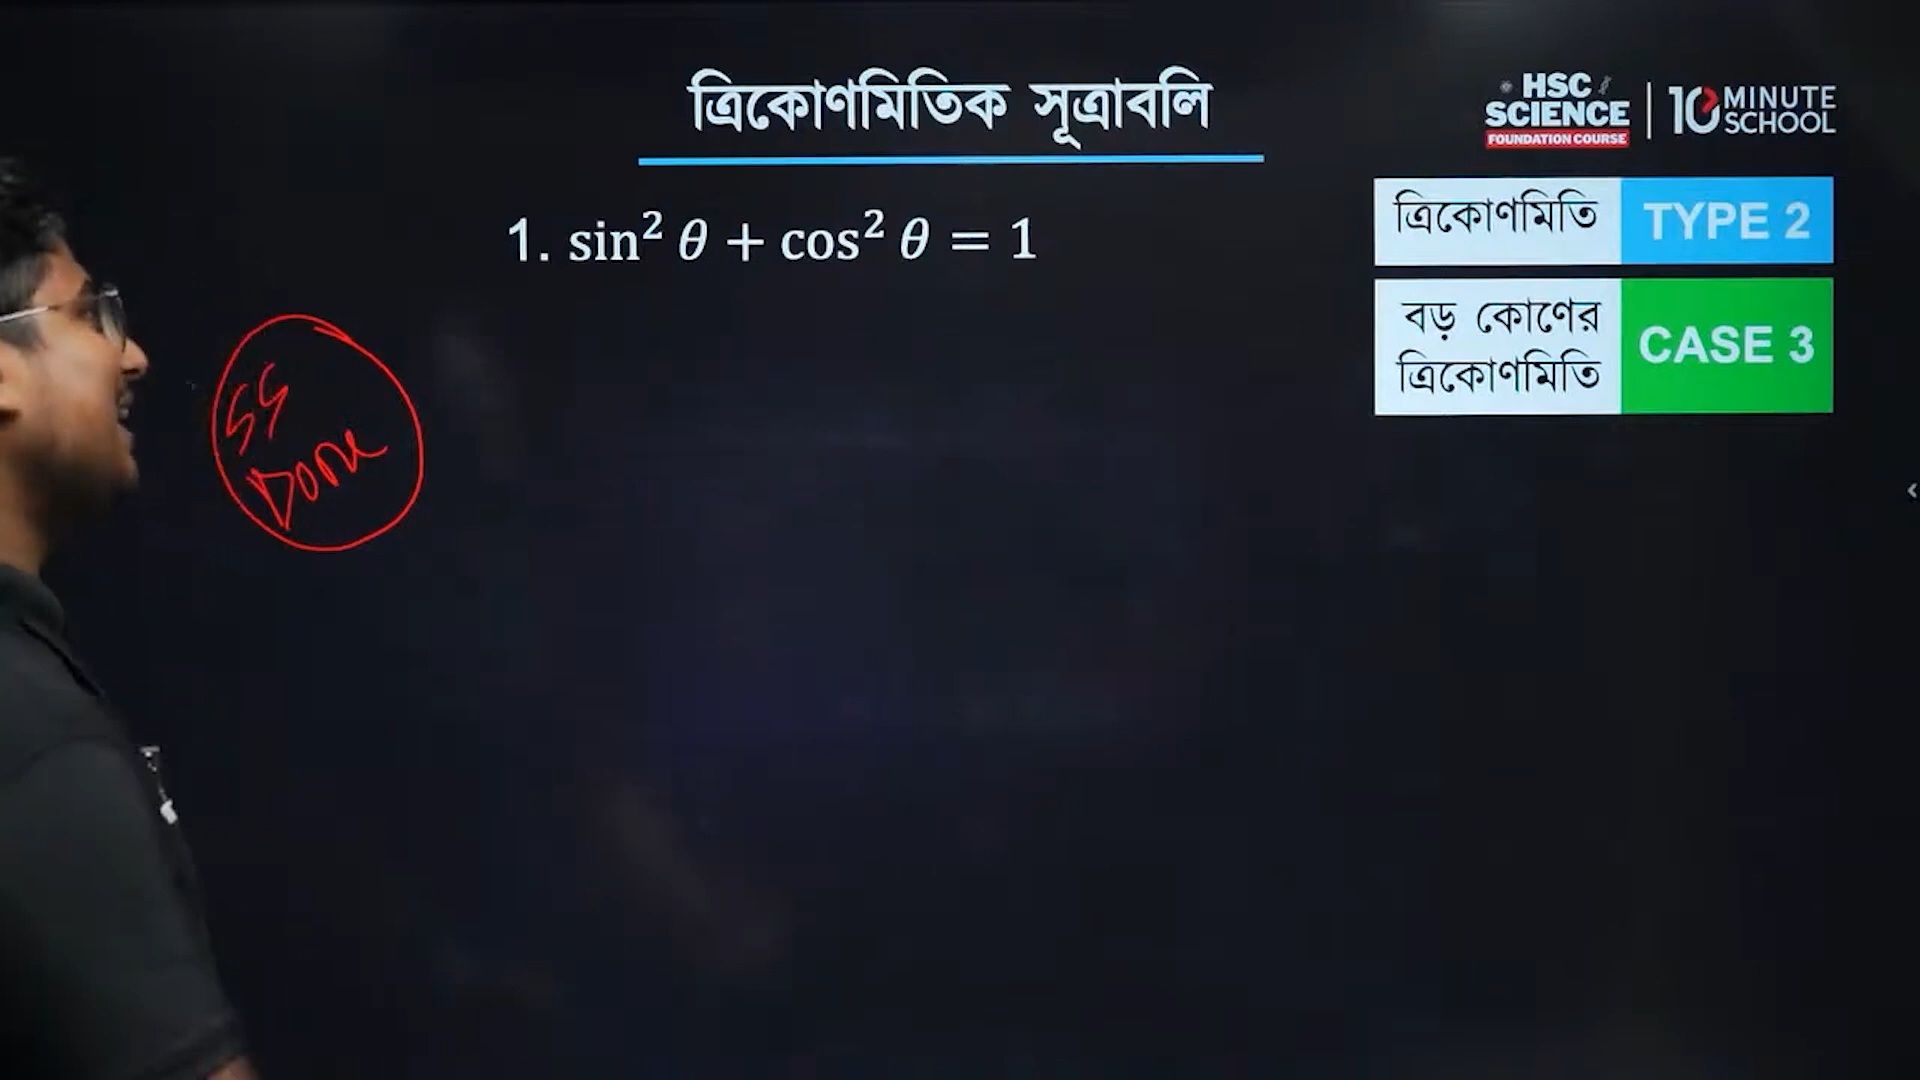 ত্রিকোণমিতিক সূত্রাবলি
HSC
SCIENCE
FOUNDATION COURSE
10 MINUTE
SCHOOL
ত্রিকোণমিতি TYPE 2
1. sin² θ + cos² θ = 1
বড় কোণের
ত্রিকোণমিতি
CASE 3
SS
Done